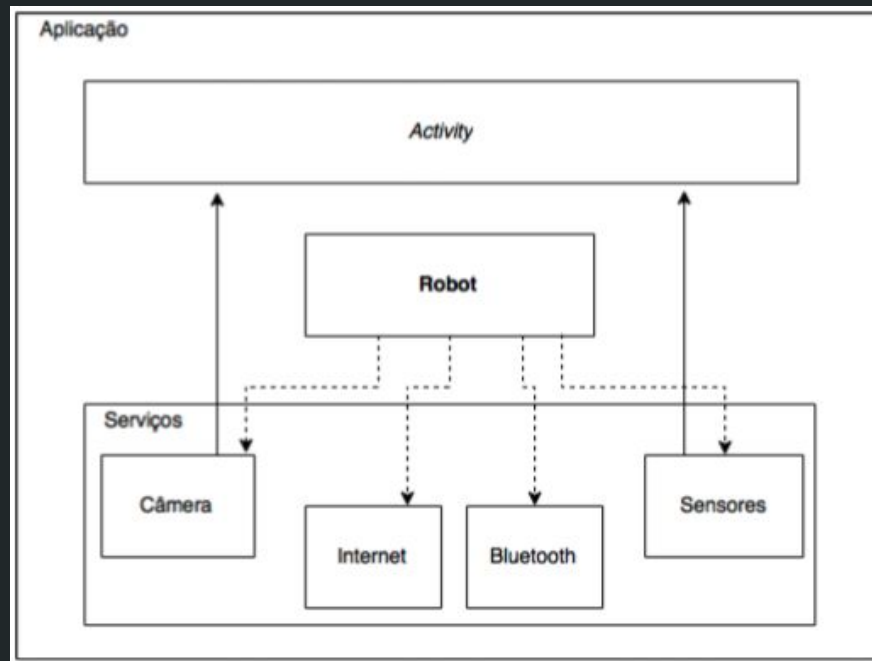 Aplicação
Activity
Robot
Serviços
Câmera
Sensores
Internet
Bluetooth